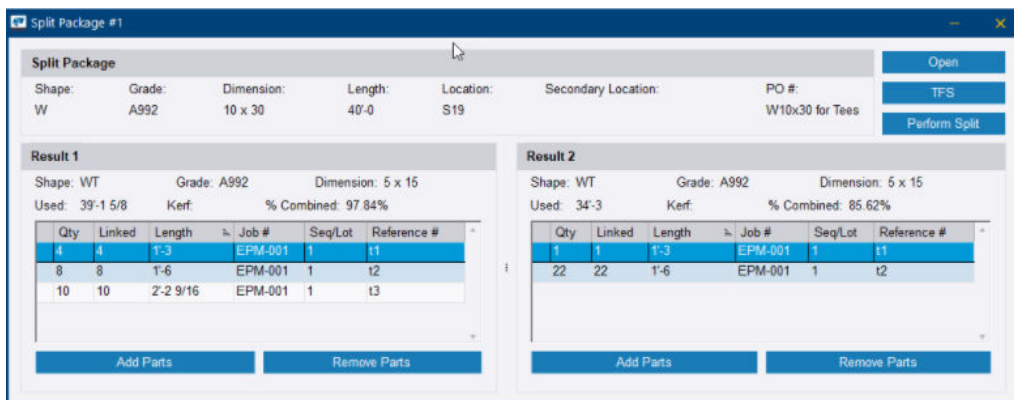 Split Package #1
Split Package
Open
Shape: Grade: Dimension: Length: Location: Secondary Location: PO #:
W A992 10 x 30 40'-0 S19 W10x30 for Tees
TFS
Perform Split
Result 1
Shape: WT Grade: A992 Dimension: 5 x 15
Used: 39'-1 5/8 Kerf: % Combined: 97.84%
Qty Linked Length Job # Seq/Lot Reference #
4 4 1'-3 EPM-001 1 t1
8 8 1'-6 EPM-001 1 t2
10 10 2'-2 9/16 EPM-001 1 t3
Add Parts Remove Parts
Result 2
Shape: WT Grade: A992 Dimension: 5 x 15
Used: 34'-3 Kerf: % Combined: 85.62%
Qty Linked Length Job # Seq/Lot Reference #
1 1 1'-3 EPM-001 1 t1
22 22 1'-6 EPM-001 1 t2
Add Parts Remove Parts